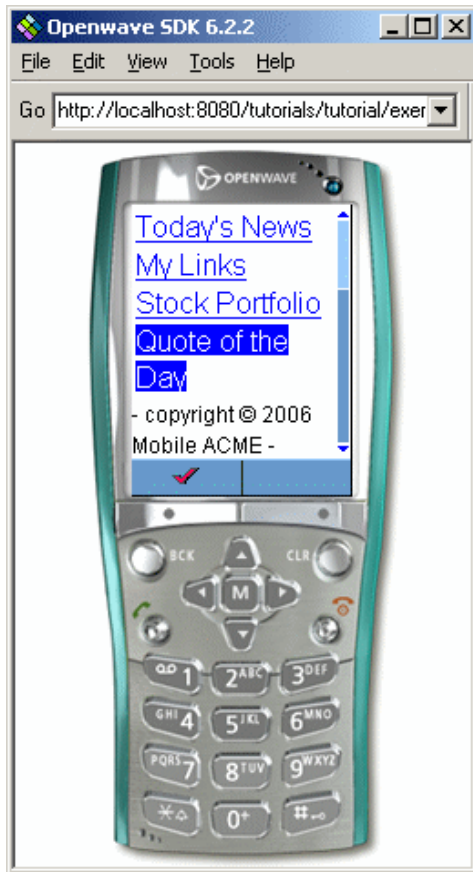 Openwave SDK 6.2.2
File Edit View Tools Help
Go http://localhost:8080/tutorials/tutorial/exer
OPENWAVE
Today's News
My Links
Stock Portfolio
Quote of the
Day
- copyright © 2006
Mobile ACME -
BCK CLR
M
1 2ABC 3DEF
GHI4 5JKL 6MNO
PQRS7 8TUV 9WXYZ
* 0+ #